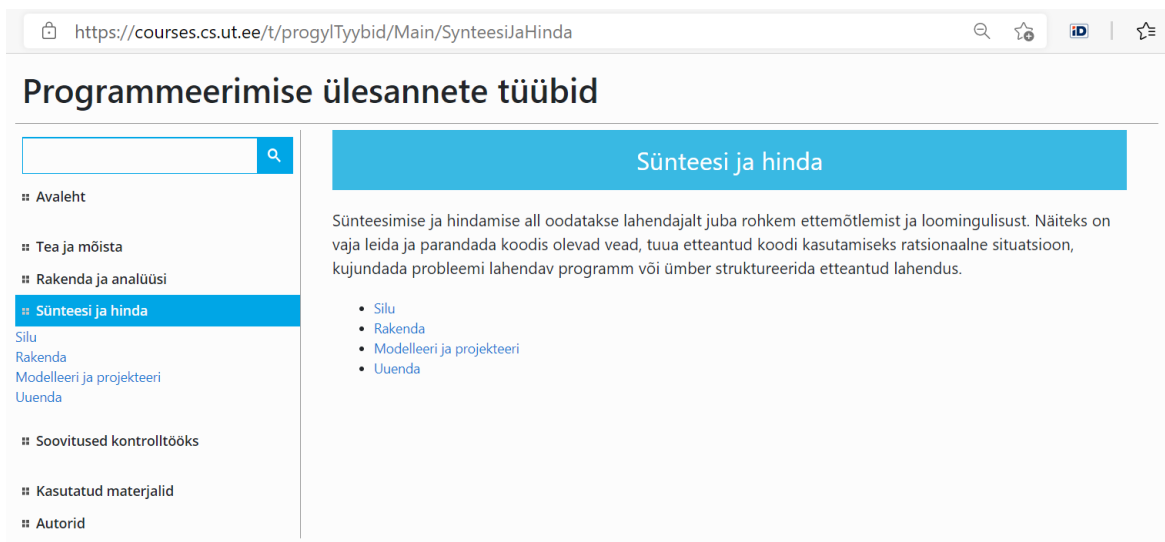 https://courses.cs.ut.ee/t/progylTyybid/Main/SynteesiJaHinda
iD
Programmeerimise ülesannete tüübid
Avaleht
Tea ja mõista
Rakenda ja analüüsi
Sünteesi ja hinda
Silu
Rakenda
Modelleeri ja projekteeri
Uuenda
Soovitused kontrolltööks
Kasutatud materjalid
Autorid
Sünteesi ja hinda
Sünteesimise ja hindamise all oodatakse lahendajalt juba rohkem ettemõtlemist ja loomingulisust. Näiteks on
vaja leida ja parandada koodis olevad vead, tuua etteantud koodi kasutamiseks ratsionaalne situatsioon,
kujundada probleemi lahendav programm või ümber struktureerida etteantud lahendus.
Silu
Rakenda
Modelleeri ja projekteeri
Uuenda